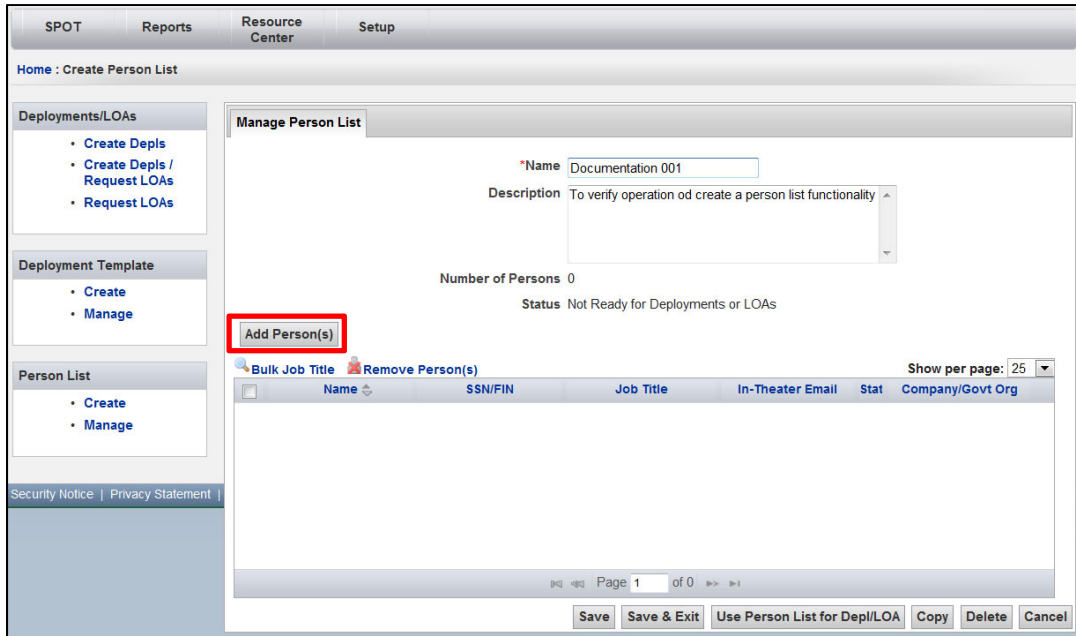 SPOT Reports Resource Center Setup
Home : Create Person List
Deployments/LOAs
• Create Depls
• Create Depls /
Request LOAs
• Request LOAs
Deployment Template
• Create
• Manage
Person List
• Create
• Manage
Security Notice | Privacy Statement |
Manage Person List
*Name Documentation 001
Description To verify operation od create a person list functionality
Number of Persons 0
Status Not Ready for Deployments or LOAs
Add Person(s)
Bulk Job Title Remove Person(s) Show per page: 25
Name SSN/FIN Job Title In-Theater Email Stat Company/Govt Org
Page 1 of 0
Save Save & Exit Use Person List for Depl/LOA Copy Delete Cancel